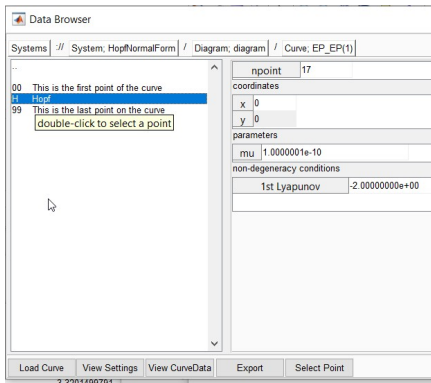 Data Browser
Systems :// System; HopfNormalForm / Diagram; diagram / Curve; EP_EP(1)
..
00 This is the first point of the curve
H Hopf
99 This is the last point on the curve
double-click to select a point
npoint 17
coordinates
x 0
y 0
parameters
mu 1.0000001e-10
non-degeneracy conditions
1st Lyapunov -2.00000000e+00
Load Curve View Settings View CurveData Export Select Point